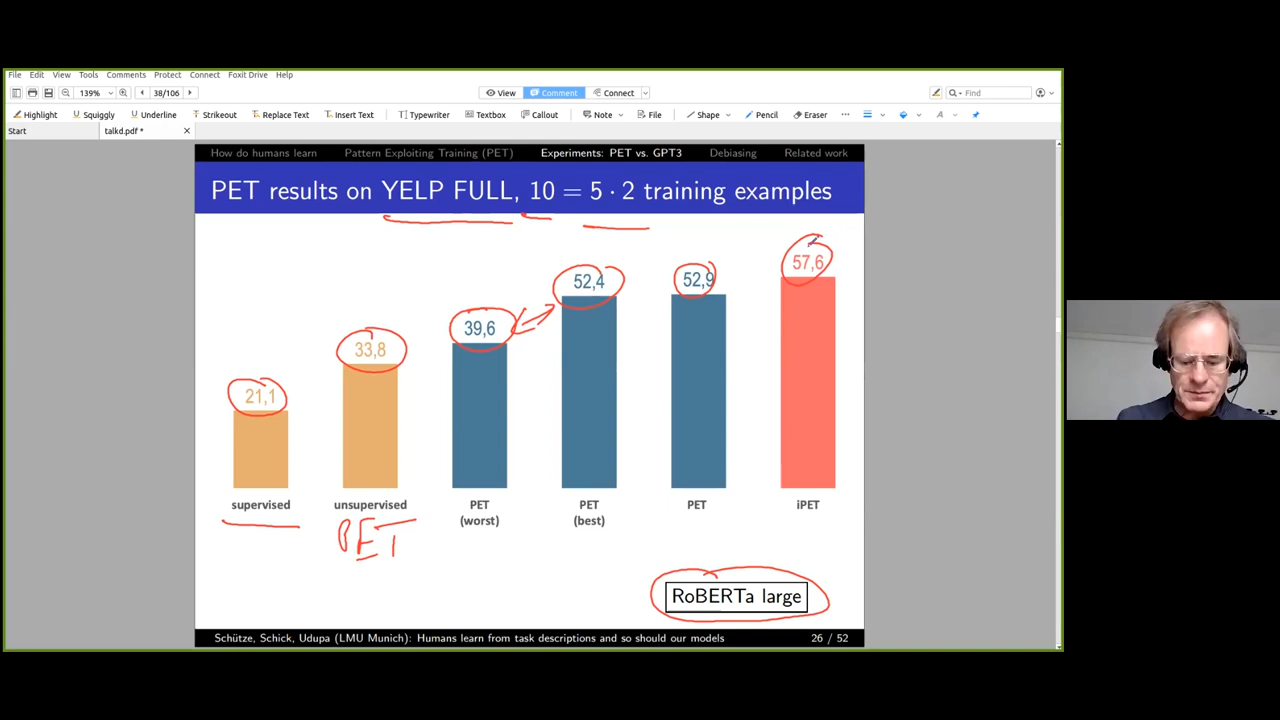 File Edit View Tools Comments Protect Connect Foxit Drive Help
139% 38/106 View Comment Connect Find
Highlight Squiggly Underline Strikeout Replace Text Insert Text Typewriter Textbox Callout Note File Shape Pencil Eraser
Start talkd.pdf *
How do humans learn Pattern Exploiting Training (PET) Experiments: PET vs. GPT3 Debiasing Related work
PET results on YELP FULL, 10 = 5 · 2 training examples
57,6
52,4 52,9
39,6
33,8
21,1
supervised unsupervised PET PET PET iPET
(worst) (best)
RoBERTa large
Schütze, Schick, Udupa (LMU Munich): Humans learn from task descriptions and so should our models 26 / 52